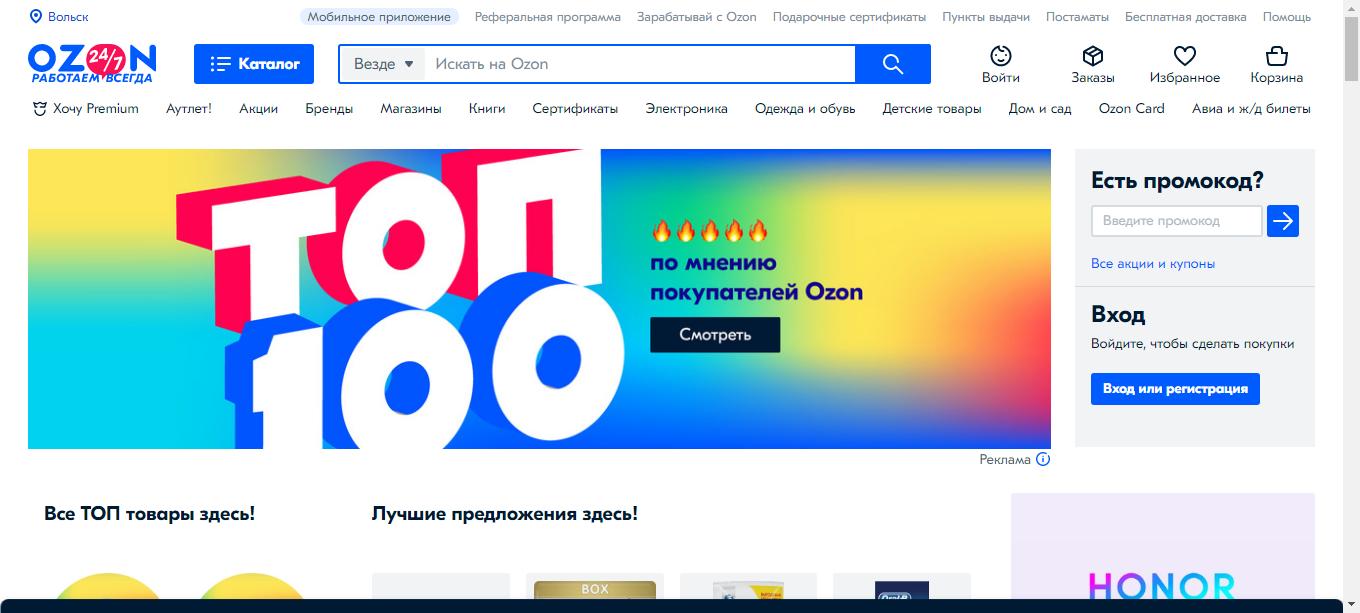 Вольск
Мобильное приложение
Реферальная программа
Зарабатывай с Ozon
Подарочные сертификаты
Пункты выдачи
Постаматы
Бесплатная доставка
Помощь
OZON
24/7
РАБОТАЕМ ВСЕГДА
Каталог
Везде
Искать на Ozon
Войти
Заказы
Избранное
Корзина
Хочу Premium
Аутлет!
Акции
Бренды
Магазины
Книги
Сертификаты
Электроника
Одежда и обувь
Детские товары
Дом и сад
Ozon Card
Авиа и ж/д билеты
ТОП
100
по мнению
покупателей Ozon
Смотреть
Есть промокод?
Введите промокод
Все акции и купоны
Вход
Войдите, чтобы сделать покупки
Вход или регистрация
Реклама
Все ТОП товары здесь!
Лучшие предложения здесь!
BOX
Oral-B
HONOR